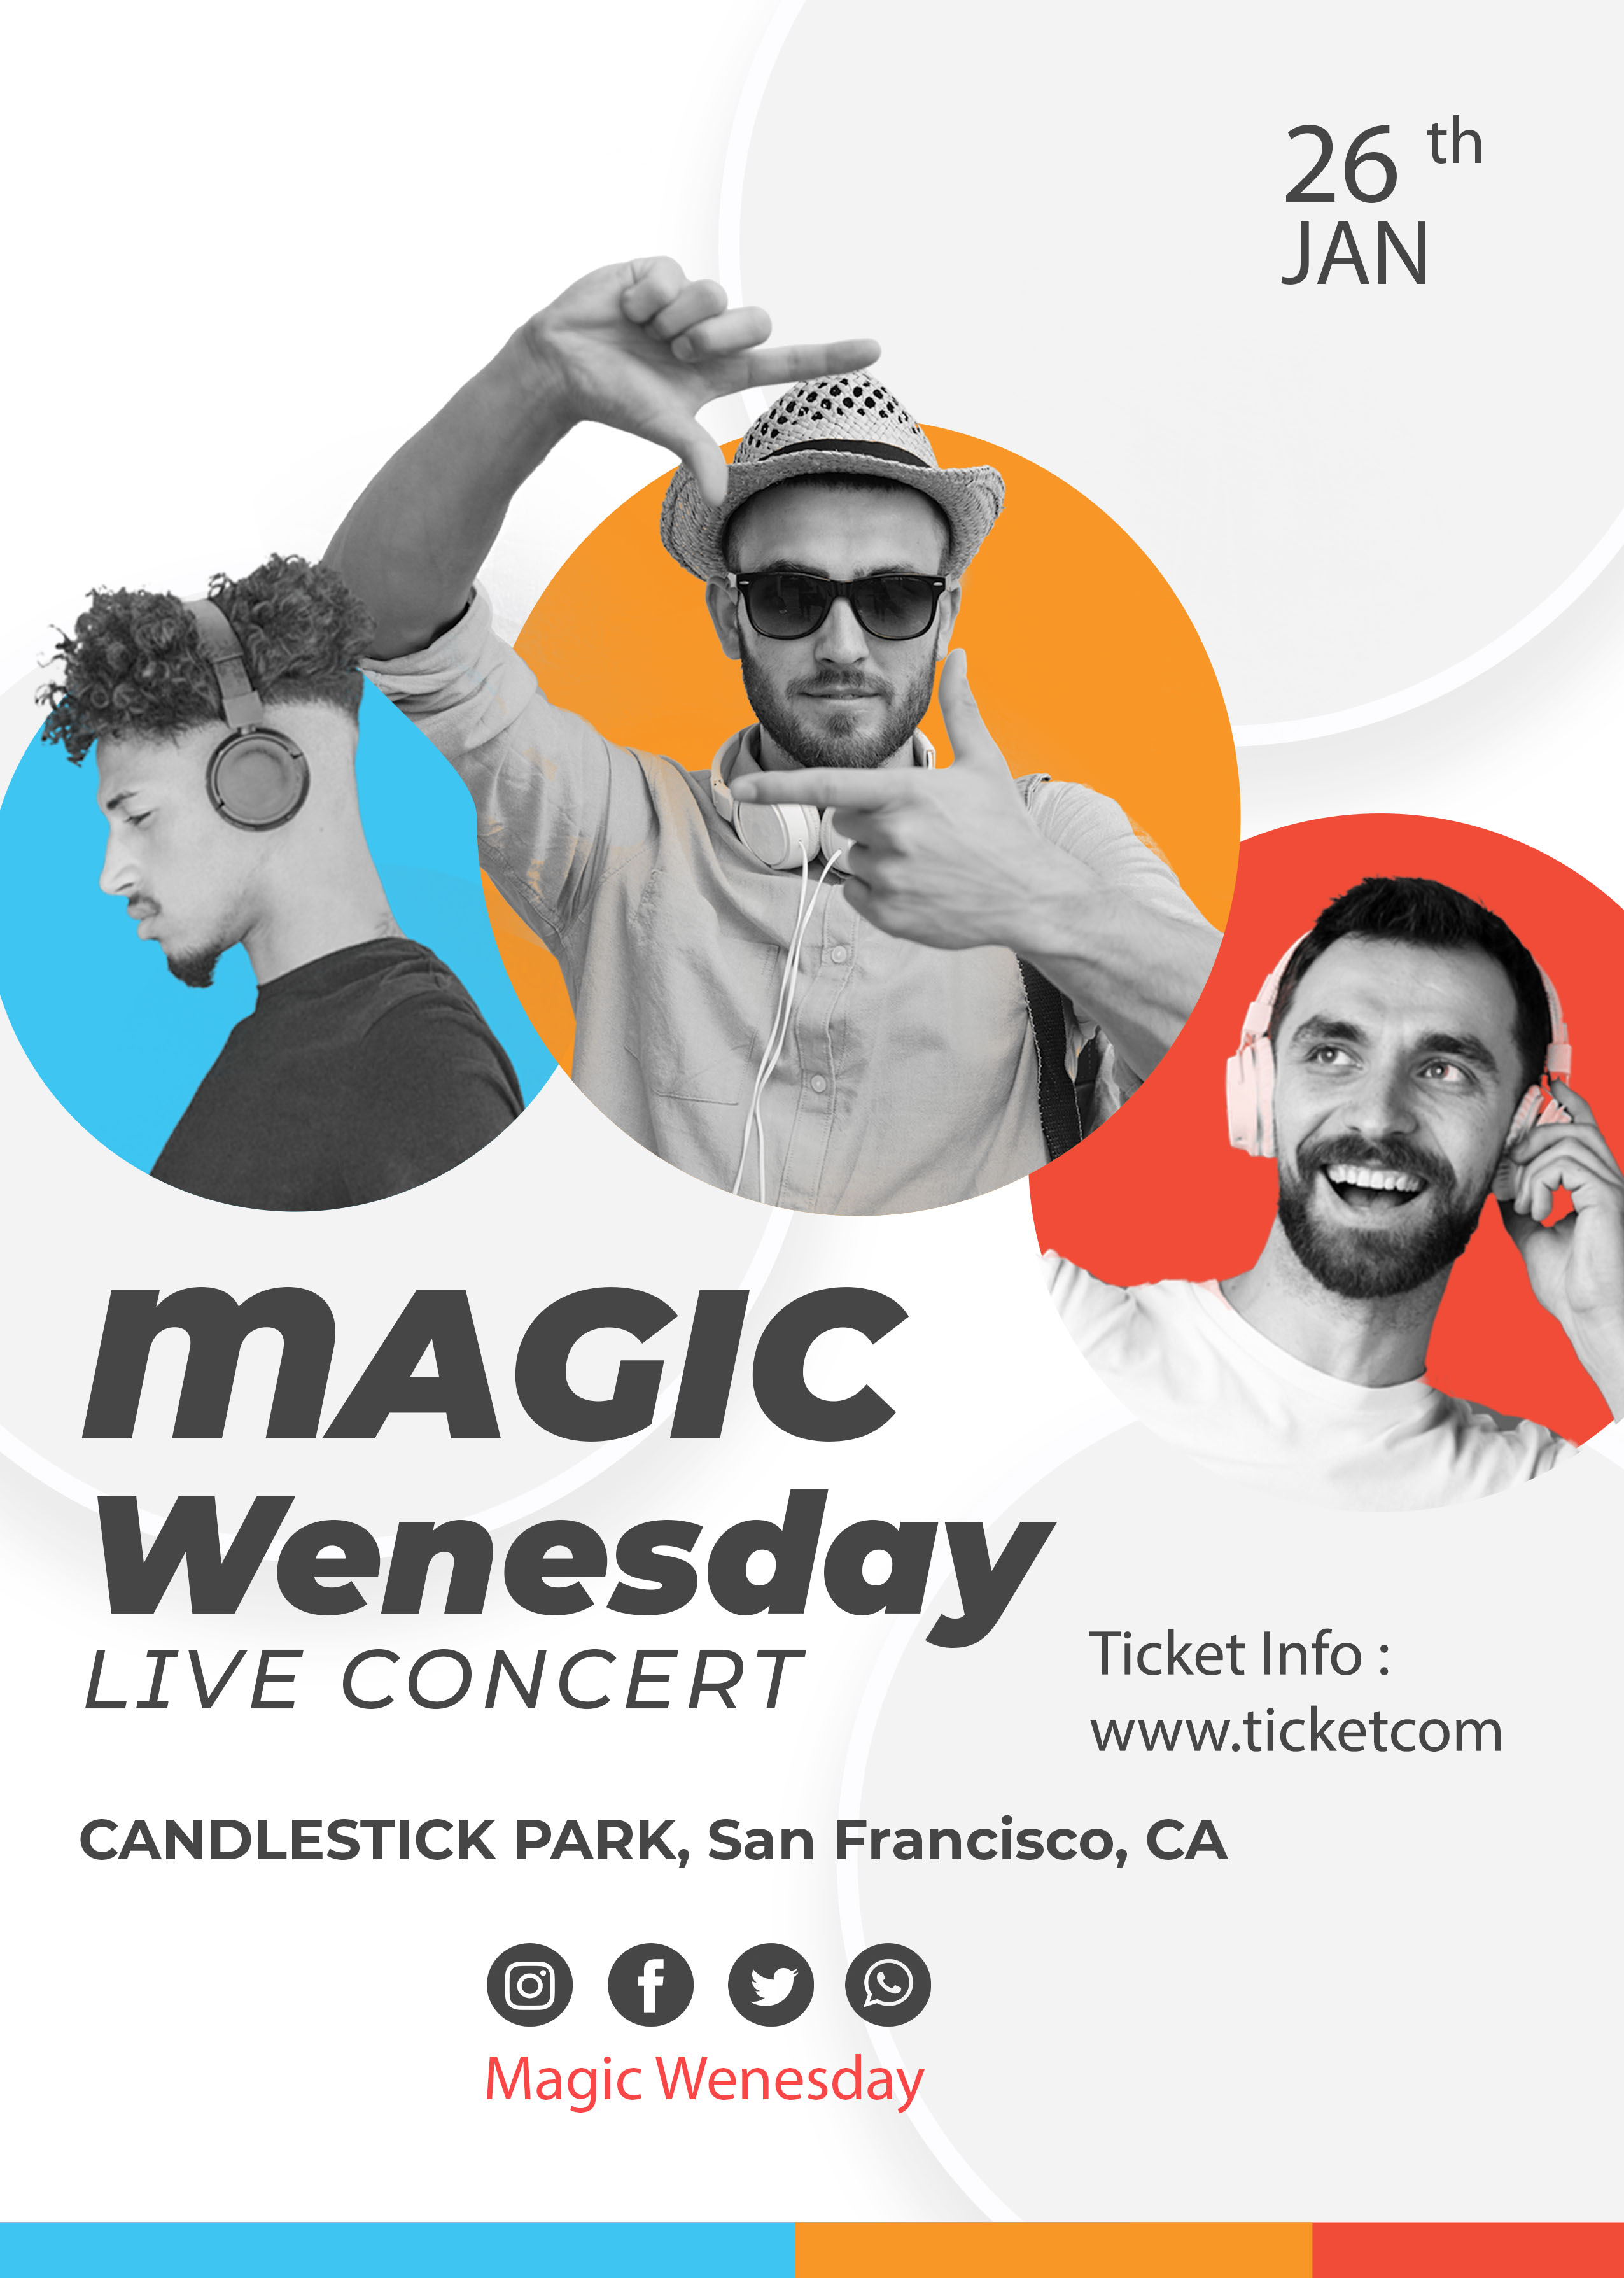 26 th
JAN
MAGIC
Wenesday
LIVE CONCERT
Ticket Info :
www.ticketcom
CANDLESTICK PARK, San Francisco, CA
Magic Wenesday